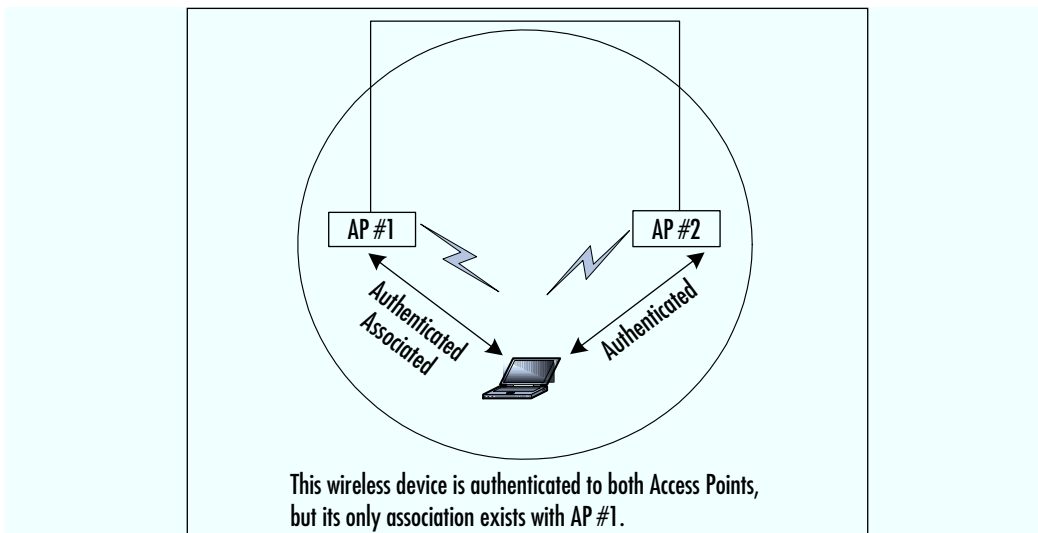 AP #1
AP #2
Authenticated
Associated
Authenticated
This wireless device is authenticated to both Access Points,
but its only association exists with AP #1.